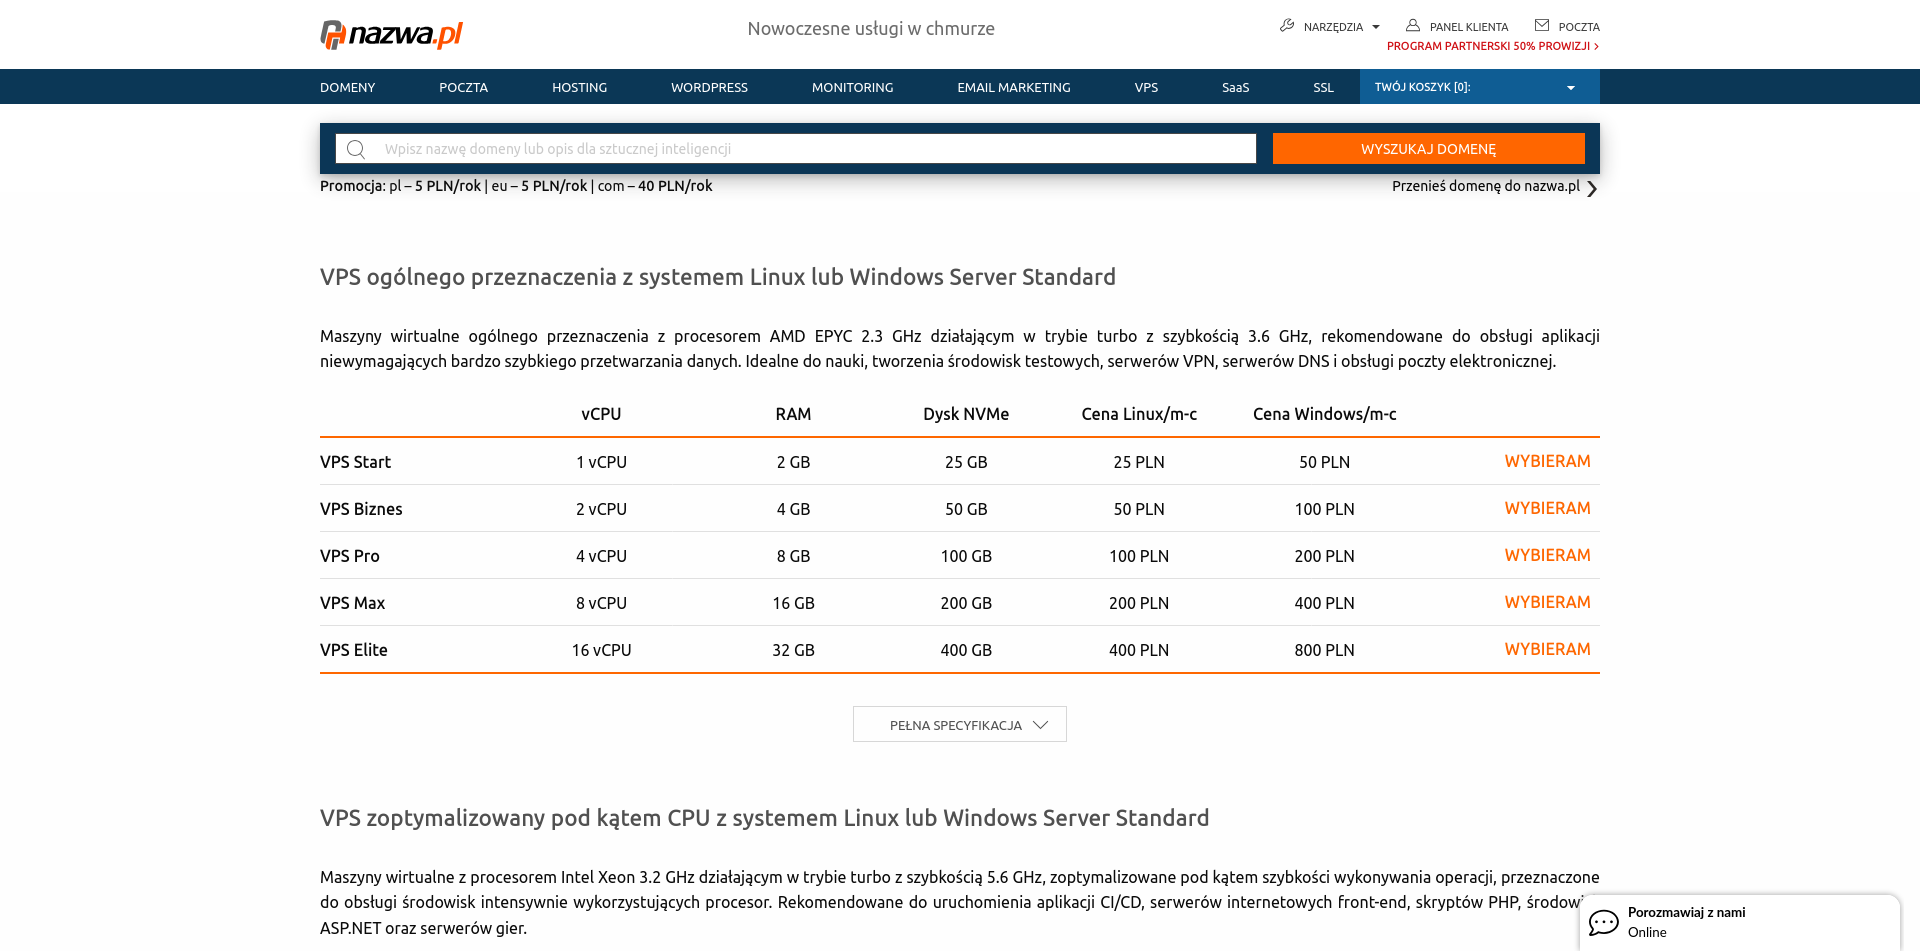 nazwa.pl
Nowoczesne usługi w chmurze
NARZĘDZIA
PANEL KLIENTA
POCZTA
PROGRAM PARTNERSKI 50% PROWIZJI >
DOMENY POCZTA HOSTING WORDPRESS MONITORING EMAIL MARKETING VPS SaaS SSL TWÓJ KOSZYK [0]:
Wpisz nazwę domeny lub opis dla sztucznej inteligencji
WYSZUKAJ DOMENĘ
Promocja: pl – 5 PLN/rok | eu – 5 PLN/rok | com – 40 PLN/rok
Przenieś domenę do nazwa.pl
VPS ogólnego przeznaczenia z systemem Linux lub Windows Server Standard
Maszyny wirtualne ogólnego przeznaczenia z procesorem AMD EPYC 2.3 GHz działającym w trybie turbo z szybkością 3.6 GHz, rekomendowane do obsługi aplikacji
niewymagających bardzo szybkiego przetwarzania danych. Idealne do nauki, tworzenia środowisk testowych, serwerów VPN, serwerów DNS i obsługi poczty elektronicznej.
vCPU RAM Dysk NVMe Cena Linux/m-c Cena Windows/m-c
VPS Start 1 vCPU 2 GB 25 GB 25 PLN 50 PLN WYBIERAM
VPS Biznes 2 vCPU 4 GB 50 GB 50 PLN 100 PLN WYBIERAM
VPS Pro 4 vCPU 8 GB 100 GB 100 PLN 200 PLN WYBIERAM
VPS Max 8 vCPU 16 GB 200 GB 200 PLN 400 PLN WYBIERAM
VPS Elite 16 vCPU 32 GB 400 GB 400 PLN 800 PLN WYBIERAM
PEŁNA SPECYFIKACJA
VPS zoptymalizowany pod kątem CPU z systemem Linux lub Windows Server Standard
Maszyny wirtualne z procesorem Intel Xeon 3.2 GHz działającym w trybie turbo z szybkością 5.6 GHz, zoptymalizowane pod kątem szybkości wykonywania operacji, przeznaczone
do obsługi środowisk intensywnie wykorzystujących procesor. Rekomendowane do uruchomienia aplikacji CI/CD, serwerów internetowych front-end, skryptów PHP, środowi
ASP.NET oraz serwerów gier.
Porozmawiaj z nami
Online